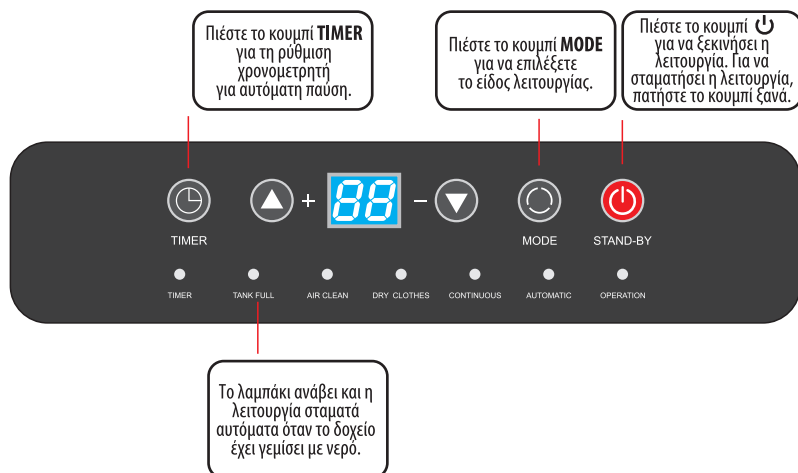 Πιέστε το κουμπί TIMER
για τη ρύθμιση
χρονομετρητή
για αυτόματη παύση.
Πιέστε το κουμπί MODE
για να επιλέξετε
το είδος λειτουργίας.
Πιέστε το κουμπί
για να ξεκινήσει η
λειτουργία. Για να
σταματήσει η λειτουργία,
πατήστε το κουμπί ξανά.
+ 88 -
TIMER MODE STAND-BY
TIMER TANK FULL AIR CLEAN DRY CLOTHES CONTINUOUS AUTOMATIC OPERATION
Το λαμπάκι ανάβει και η
λειτουργία σταματά
αυτόματα όταν το δοχείο
έχει γεμίσει με νερό.